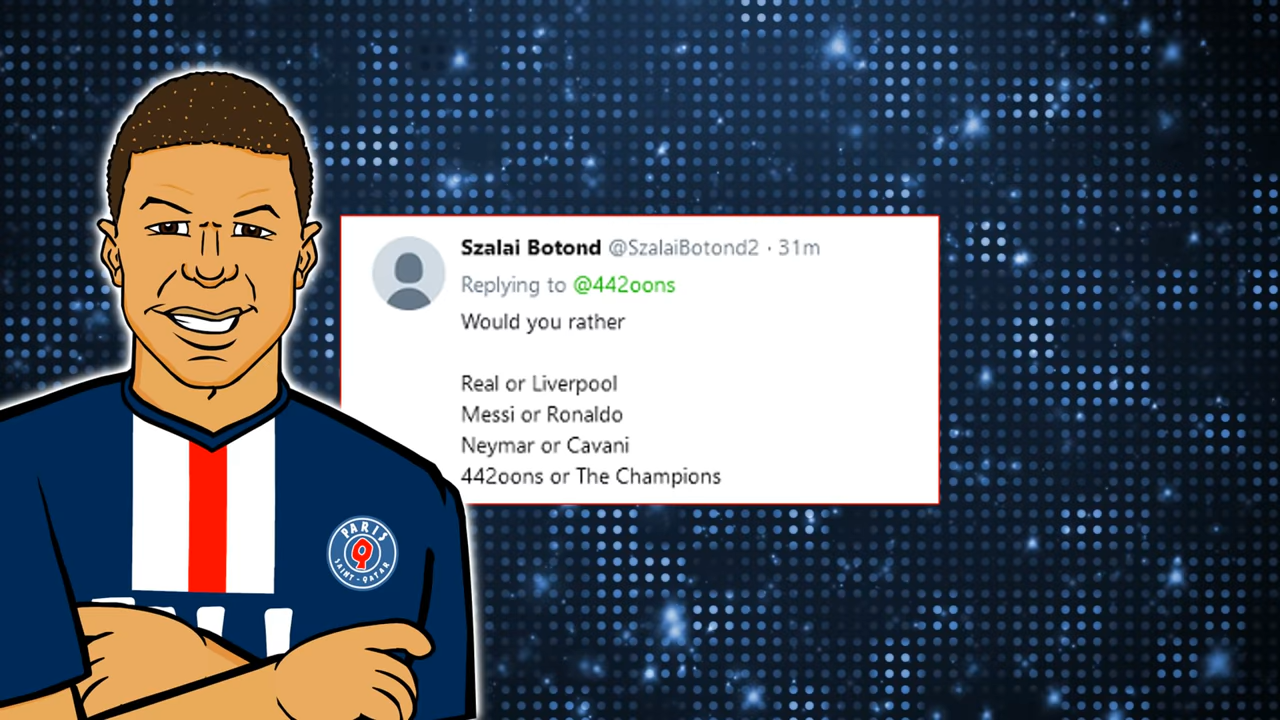 Szalai Botond @SzalaiBotond2 · 31m
Replying to @442oons
Would you rather
Real or Liverpool
Messi or Ronaldo
Neymar or Cavani
442oons or The Champions
PARIS
SAINT-QATAR